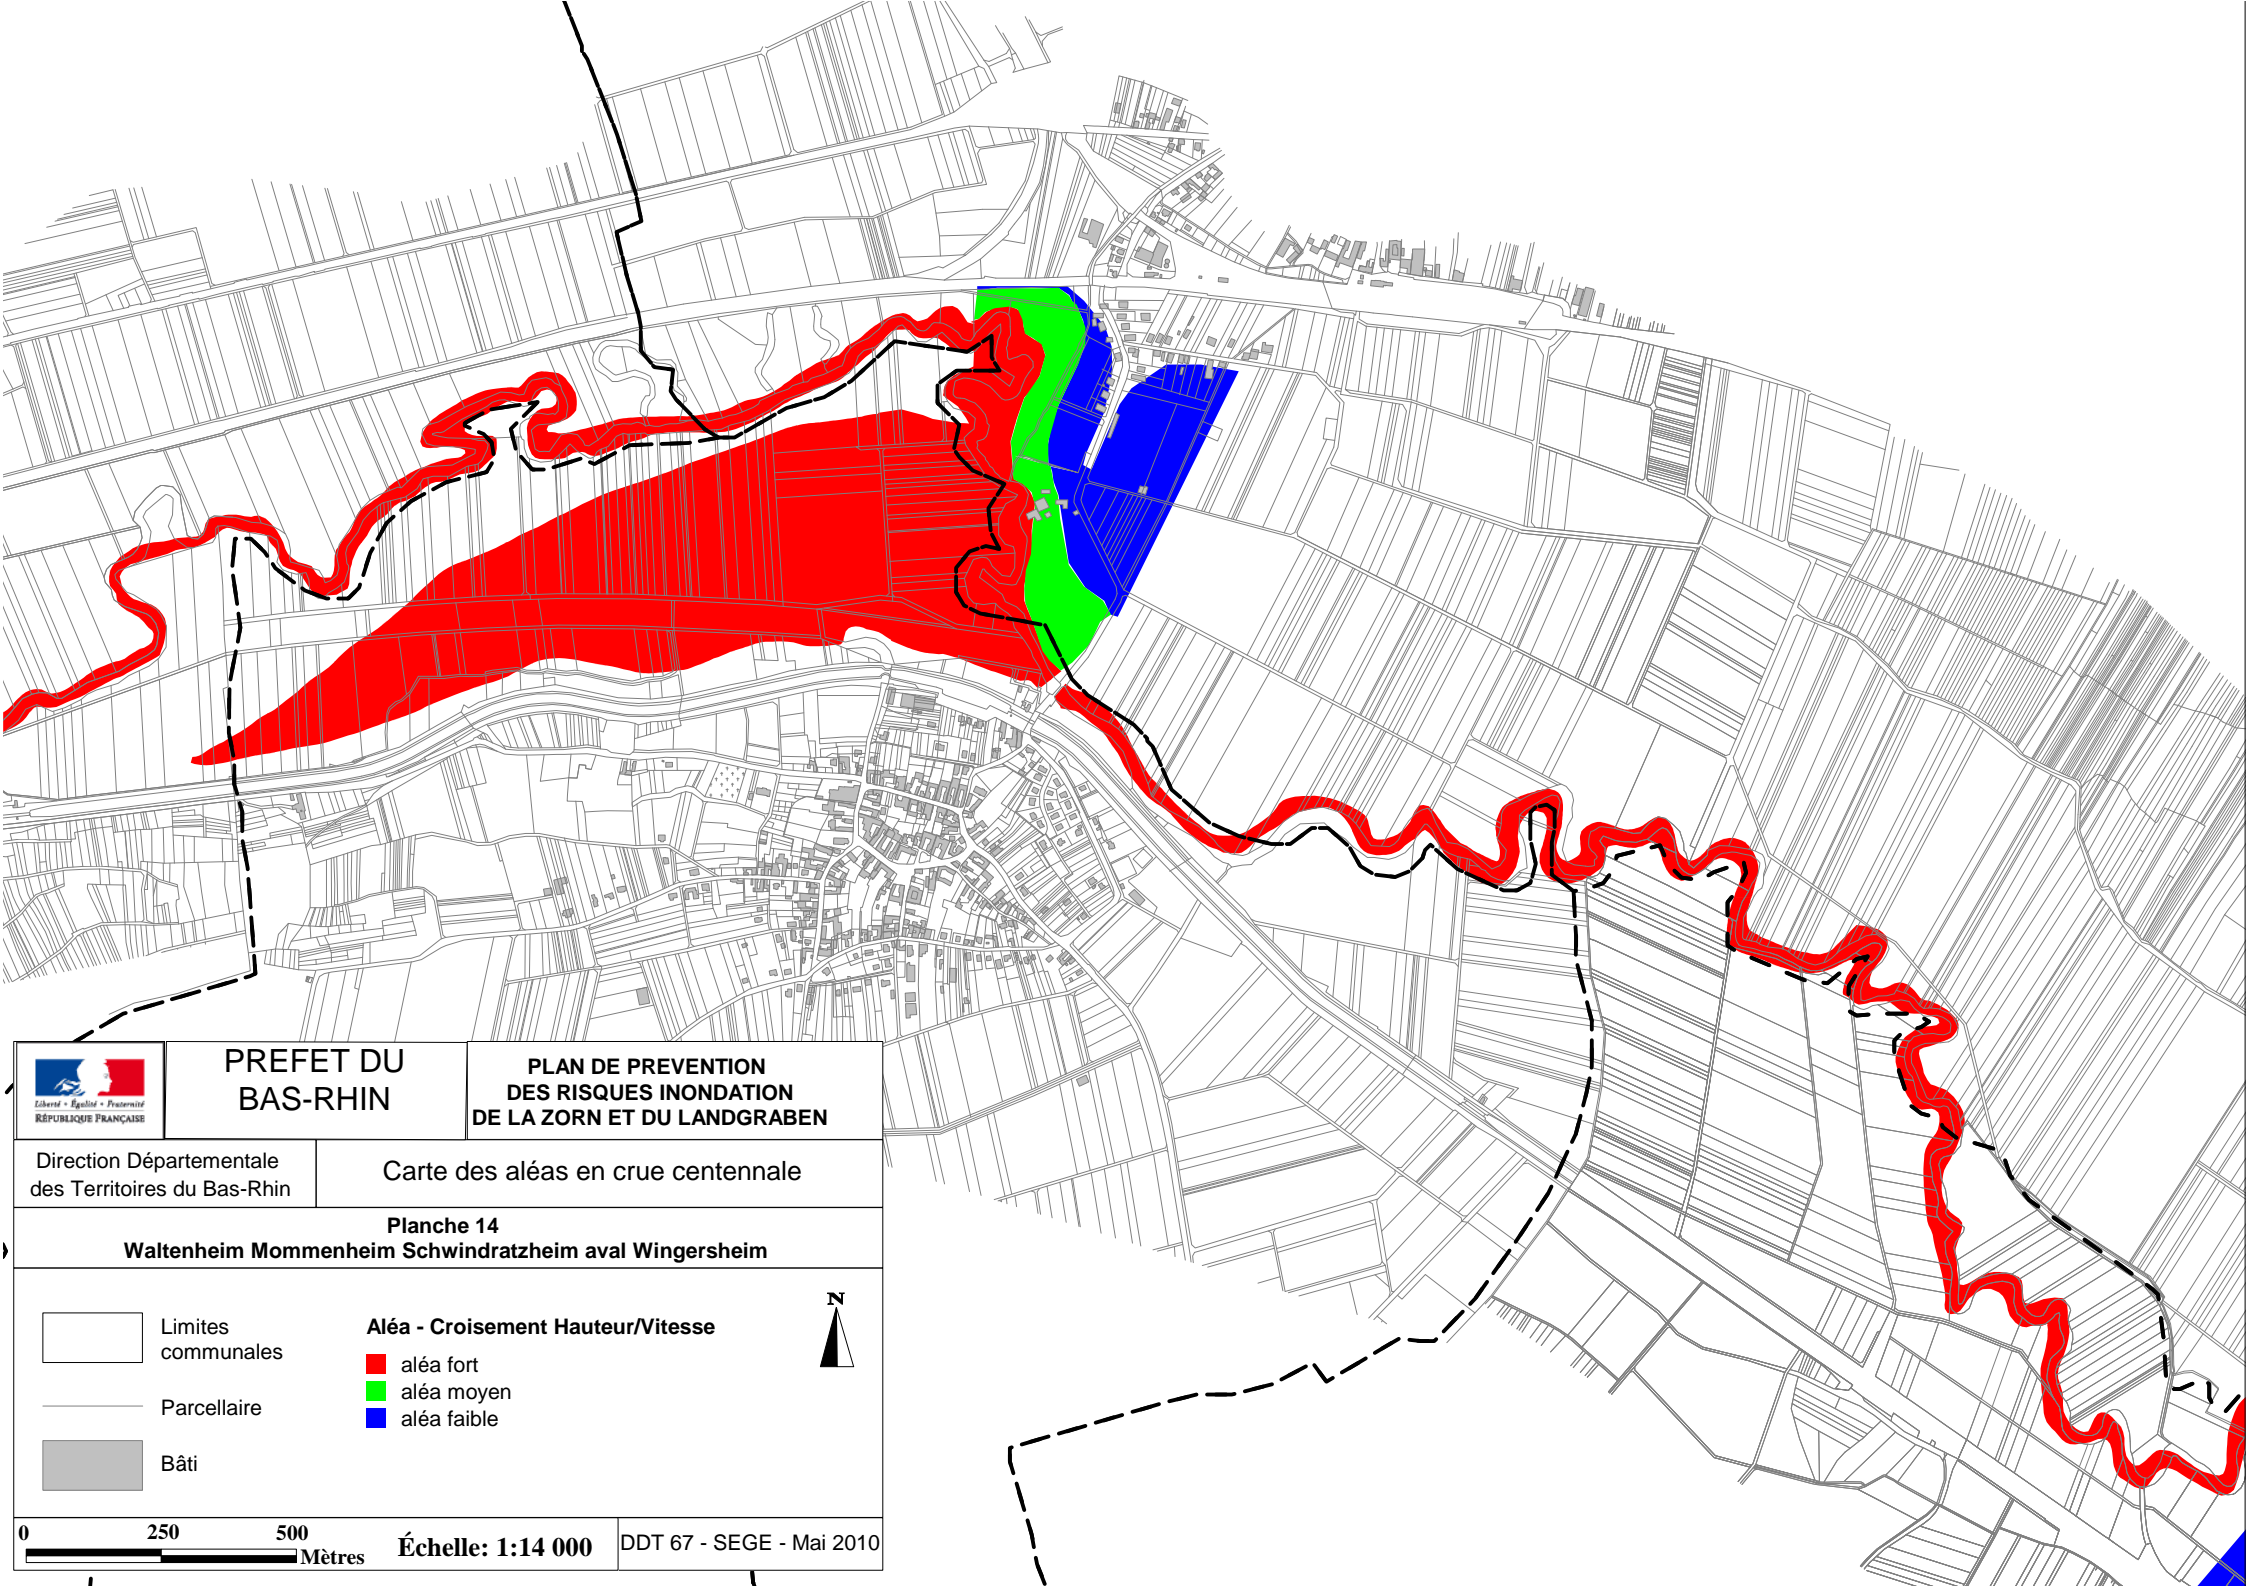 Liberté • Égalité • Fraternité
RÉPUBLIQUE FRANÇAISE
PREFET DU
BAS-RHIN
PLAN DE PREVENTION
DES RISQUES INONDATION
DE LA ZORN ET DU LANDGRABEN
Direction Départementale
des Territoires du Bas-Rhin
Carte des aléas en crue centennale
Planche 14
Waltenheim Mommenheim Schwindratzheim aval Wingersheim
Limites
communales
Parcellaire
Bâti
Aléa - Croisement Hauteur/Vitesse
aléa fort
aléa moyen
aléa faible
N
0 250 500
Mètres
Échelle: 1:14 000
DDT 67 - SEGE - Mai 2010